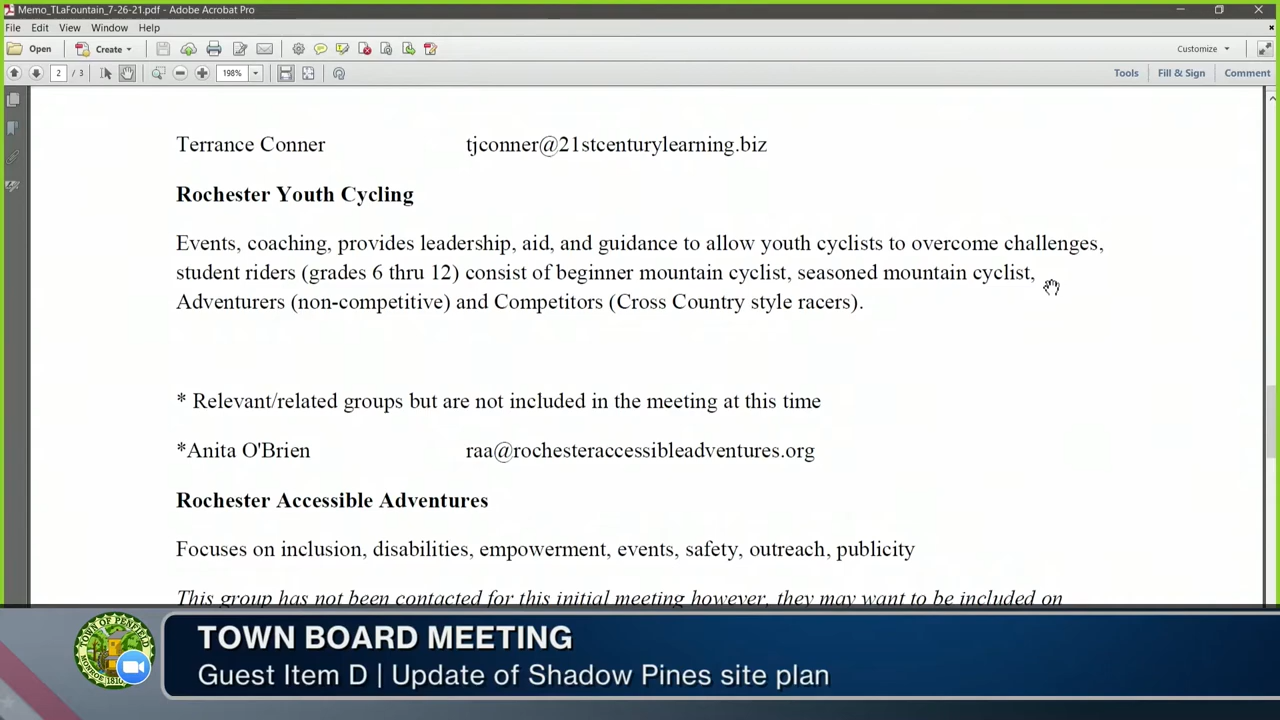 Memo_TLaFountain_7-26-21.pdf - Adobe Acrobat Pro
File Edit View Window Help
Open Create Customize
2 / 3 198% Tools Fill & Sign Comment
Terrance Conner tjconner@21stcenturylearning.biz
Rochester Youth Cycling
Events, coaching, provides leadership, aid, and guidance to allow youth cyclists to overcome challenges,
student riders (grades 6 thru 12) consist of beginner mountain cyclist, seasoned mountain cyclist,
Adventurers (non-competitive) and Competitors (Cross Country style racers).
* Relevant/related groups but are not included in the meeting at this time
*Anita O'Brien raa@rochesteraccessibleadventures.org
Rochester Accessible Adventures
Focuses on inclusion, disabilities, empowerment, events, safety, outreach, publicity
This group has not been contacted for this initial meeting however, they may want to be included on
TOWN OF PENFIELD
TOWN BOARD MEETING
Guest Item D | Update of Shadow Pines site plan